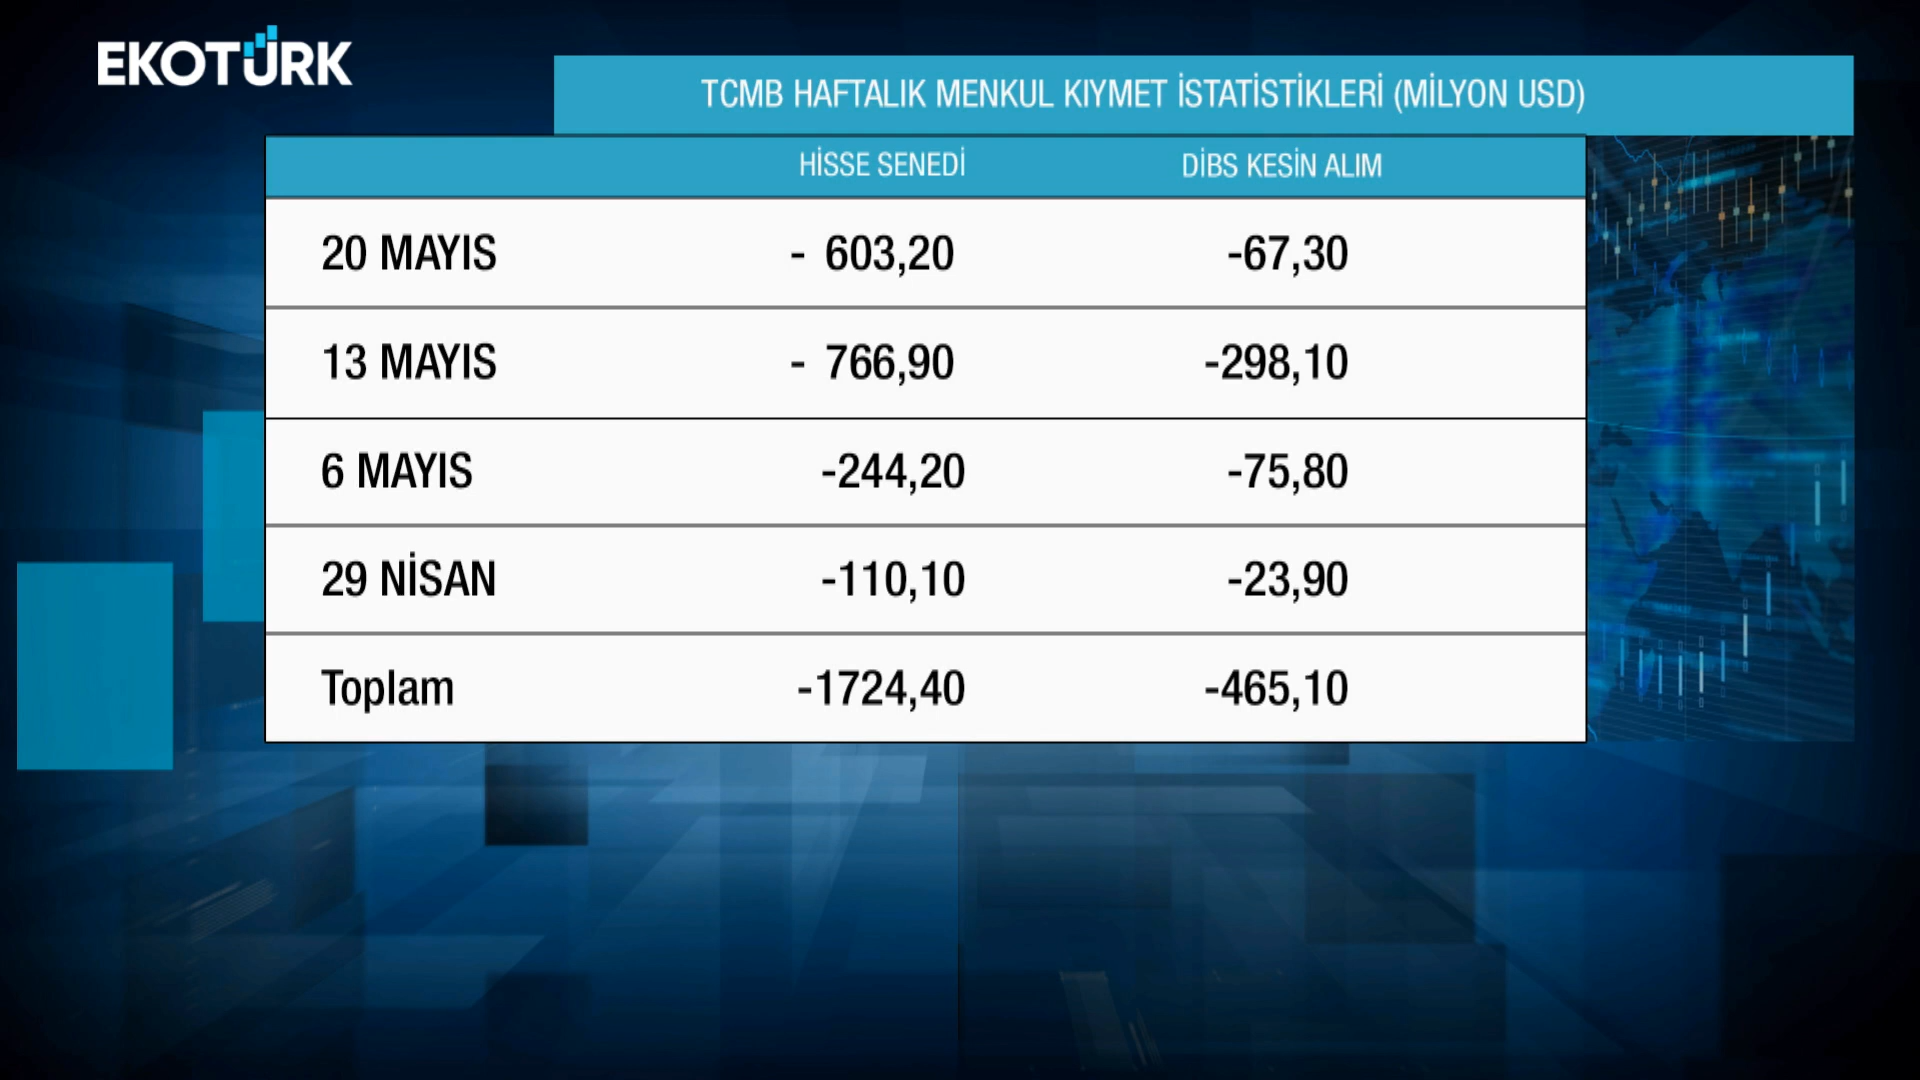 EKOTÜRK
TCMB HAFTALIK MENKUL KIYMET İSTATİSTİKLERİ (MİLYON USD)
HİSSE SENEDİ DİBS KESİN ALIM
20 MAYIS - 603,20 -67,30
13 MAYIS - 766,90 -298,10
6 MAYIS -244,20 -75,80
29 NİSAN -110,10 -23,90
Toplam -1724,40 -465,10